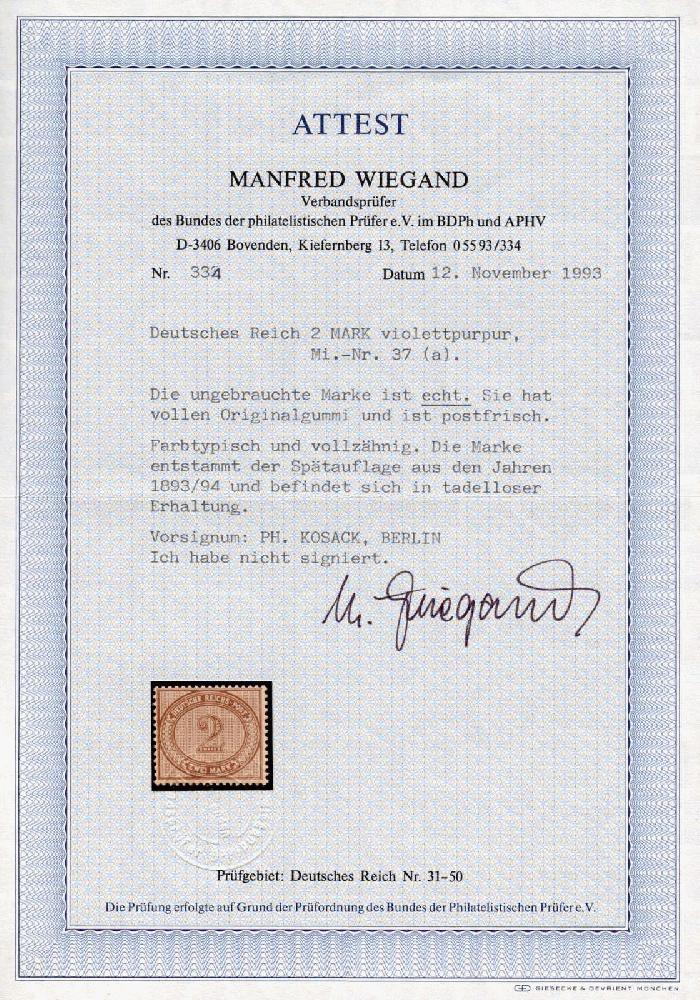 ATTEST
MANFRED WIEGAND
Verbandsprüfer
des Bundes der philatelistischen Prüfer e.V. im BDPh und APHV
D-3406 Bovenden, Kiefernberg 13, Telefon 05593/334
Nr. 334 Datum 12. November 1993
Deutsches Reich 2 MARK violettpurpur,
Mi.-Nr. 37 (a).
Die ungebrauchte Marke ist echt. Sie hat
vollen Originalgummi und ist postfrisch.
Farbtypisch und vollzähnig. Die Marke
entstammt der Spätauflage aus den Jahren
1893/94 und befindet sich in tadelloser
Erhaltung.
Vorsignum: PH. KOSACK, BERLIN
Ich habe nicht signiert.
M. Wiegand
2
ZWEI MARK
Prüfgebiet: Deutsches Reich Nr. 31-50
Die Prüfung erfolgte auf Grund der Prüfordnung des Bundes der Philatelistischen Prüfer e.V.
GIESECKE & DEVRIENT MÜNCHEN